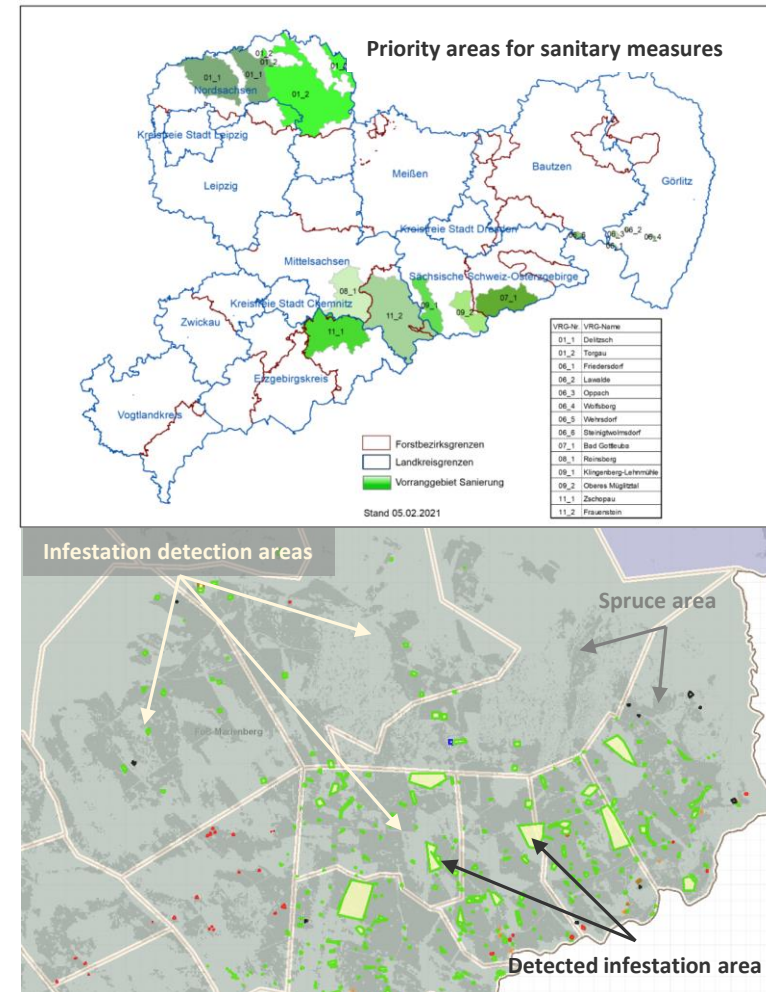 Priority areas for sanitary measures
01_2
01_2
01_2
01_1
01_1
Nordsachsen
01_2
Kreisfreie Stadt Leipzig
Leipzig
Meißen
Bautzen
Görlitz
Kreisfreie Stadt Dresden
06_3
06_2
06_4
06_1
Mittelsachsen
Sächsische Schweiz-Osterzgebirge
08_1
Kreisfreie Stadt Chemnitz
09_1
09_2
07_1
11_2
11_1
Zwickau
Erzgebirgskreis
Vogtlandkreis
VRG-Nr. VRG-Name
01_1 Delitzsch
01_2 Torgau
06_1 Friedersdorf
06_2 Lawalde
06_3 Oppach
06_4 Wolfsberg
06_5 Wehrsdorf
06_6 Steinigtwolmsdorf
07_1 Bad Gottleuba
08_1 Reinsberg
09_1 Klingenberg-Lehnmühle
09_2 Oberes Müglitztal
11_1 Zschopau
11_2 Frauenstein
Forstbezirksgrenzen
Landkreisgrenzen
Vorranggebiet Sanierung
Stand 05.02.2021
Infestation detection areas
Spruce area
Marienberg
Detected infestation area